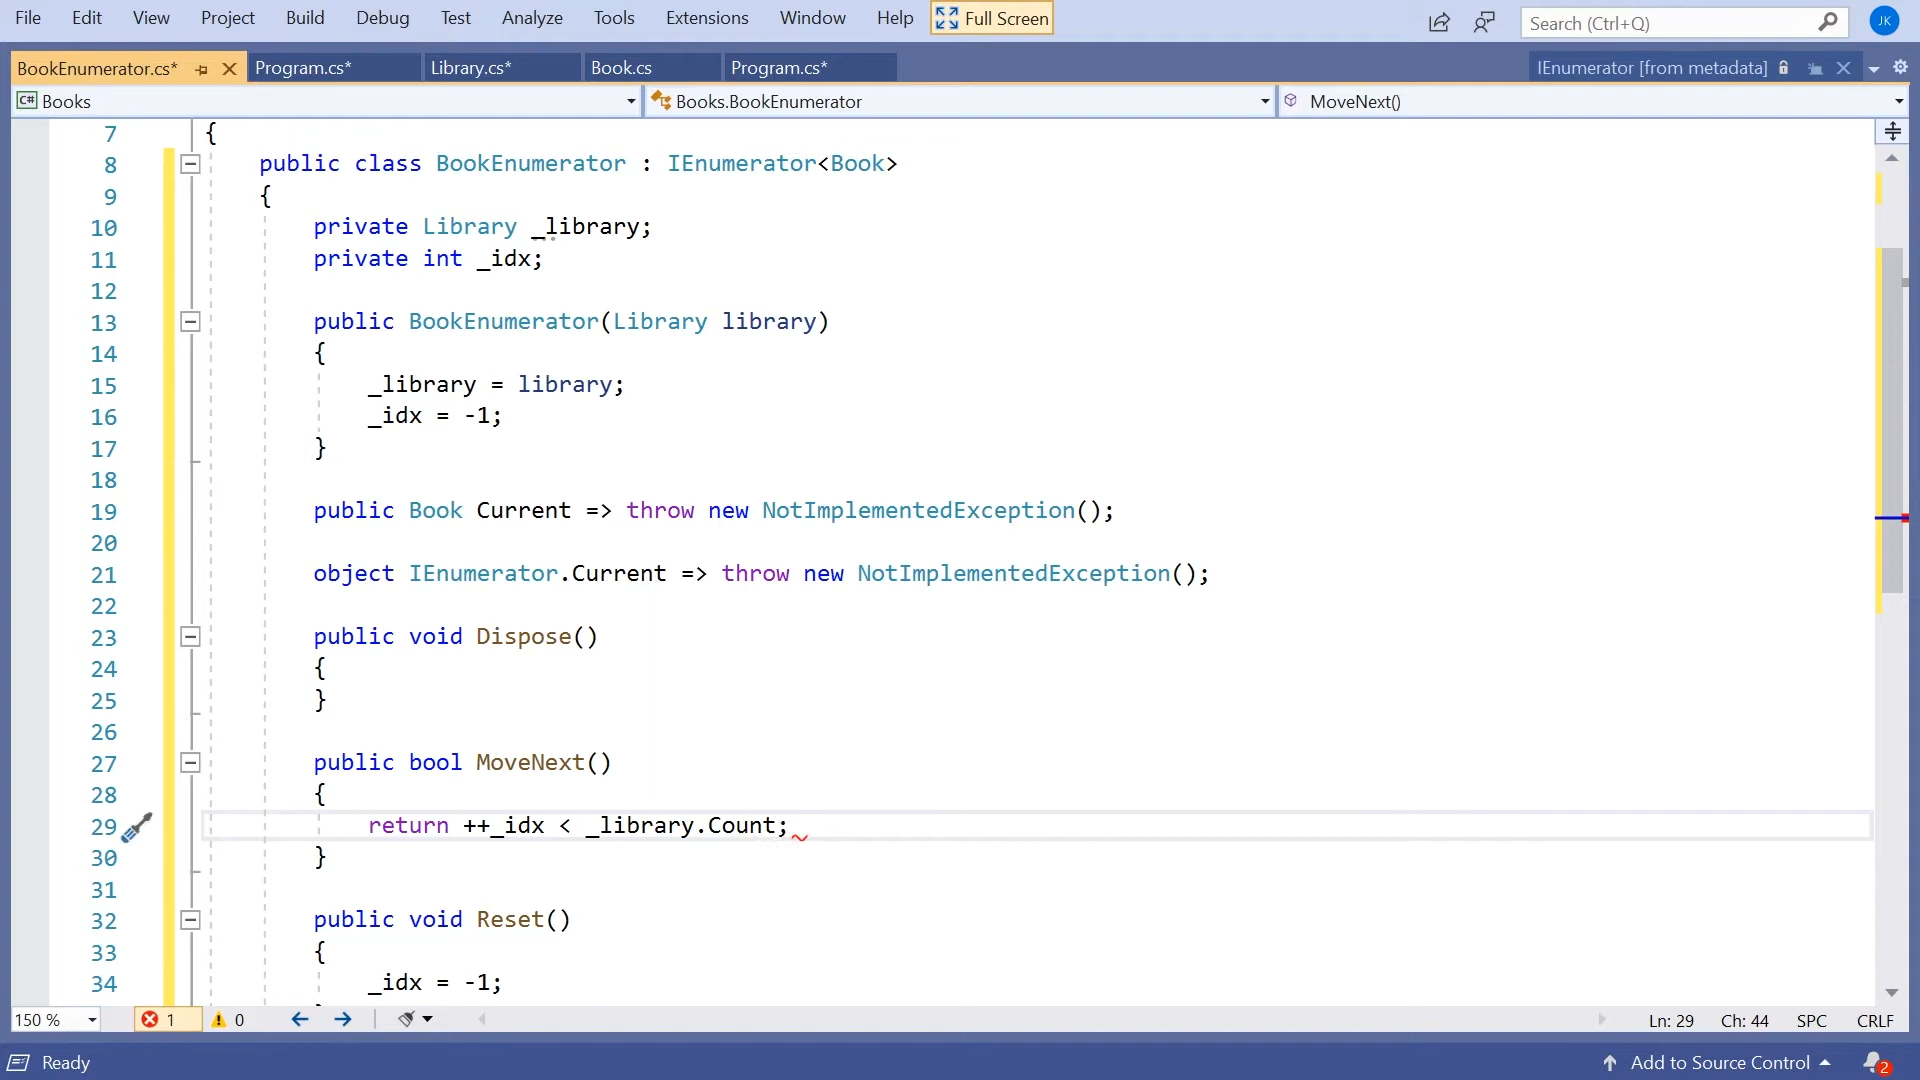 File Edit View Project Build Debug Test Analyze Tools Extensions Window Help Full Screen Search (Ctrl+Q) JK
BookEnumerator.cs* Program.cs* Library.cs* Book.cs Program.cs* IEnumerator [from metadata]
C# Books Books.BookEnumerator MoveNext()
7 {
8 public class BookEnumerator : IEnumerator<Book>
9 {
10 private Library _library;
11 private int _idx;
12
13 public BookEnumerator(Library library)
14 {
15 _library = library;
16 _idx = -1;
17 }
18
19 public Book Current => throw new NotImplementedException();
20
21 object IEnumerator.Current => throw new NotImplementedException();
22
23 public void Dispose()
24 {
25 }
26
27 public bool MoveNext()
28 {
29 return ++_idx < _library.Count;
30 }
31
32 public void Reset()
33 {
34 _idx = -1;
150 % 1 0 Ln: 29 Ch: 44 SPC CRLF
Ready Add to Source Control 2